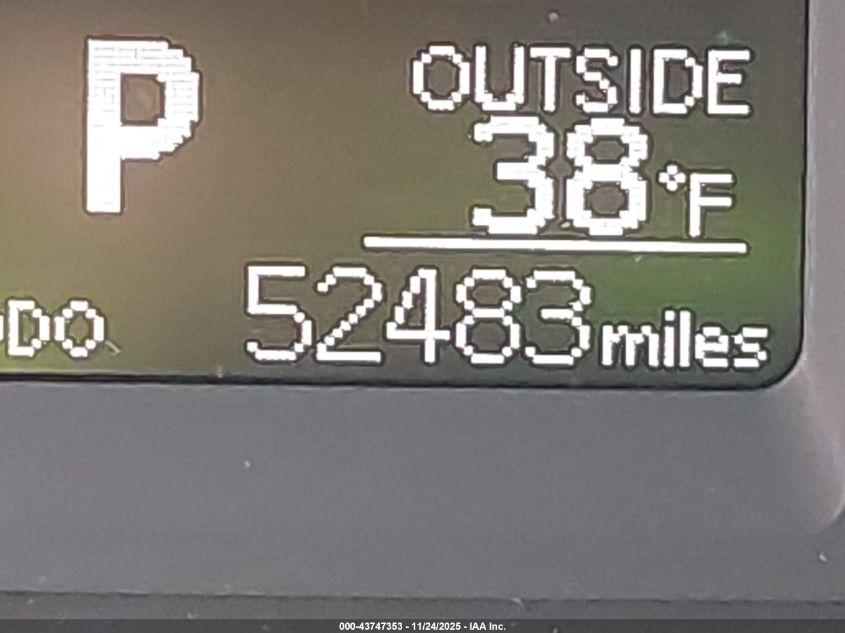 P
OUTSIDE
38°F
ODO 52483 miles
000-43747353 - 11/24/2025 - IAA Inc.